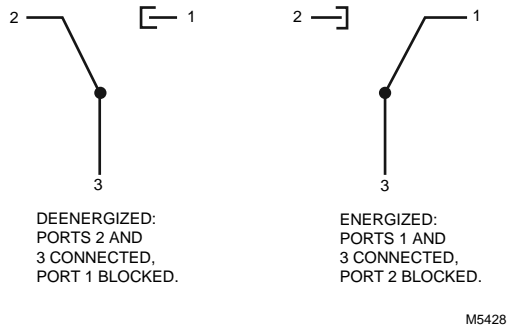 2 1 2 1
3 3
DEENERGIZED:
PORTS 2 AND
3 CONNECTED,
PORT 1 BLOCKED.
ENERGIZED:
PORTS 1 AND
3 CONNECTED,
PORT 2 BLOCKED.
M5428